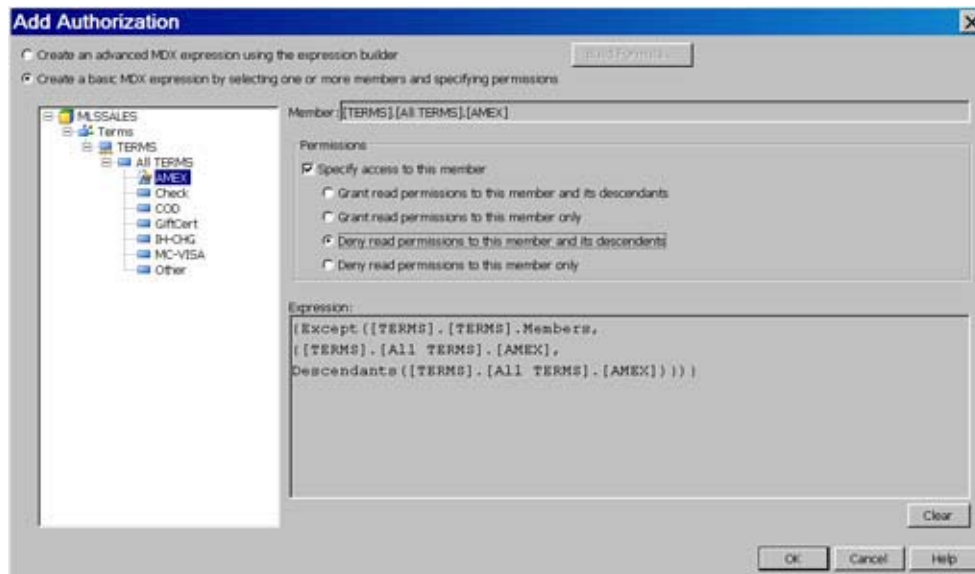 Add Authorization
Create an advanced MDX expression using the expression builder
Build Formula...
Create a basic MDX expression by selecting one or more members and specifying permissions
MLSSALES
Terms
TERMS
All TERMS
AMEX
Check
COD
GiftCert
IH-CHG
MC-VISA
Other
Member: [TERMS].[All TERMS].[AMEX]
Permissions
Specify access to this member
Grant read permissions to this member and its descendants
Grant read permissions to this member only
Deny read permissions to this member and its descendents
Deny read permissions to this member only
Expression:
{Except([TERMS].[TERMS].Members,
{[TERMS].[All TERMS].[AMEX],
Descendants([TERMS].[All TERMS].[AMEX])})}
Clear
OK
Cancel
Help